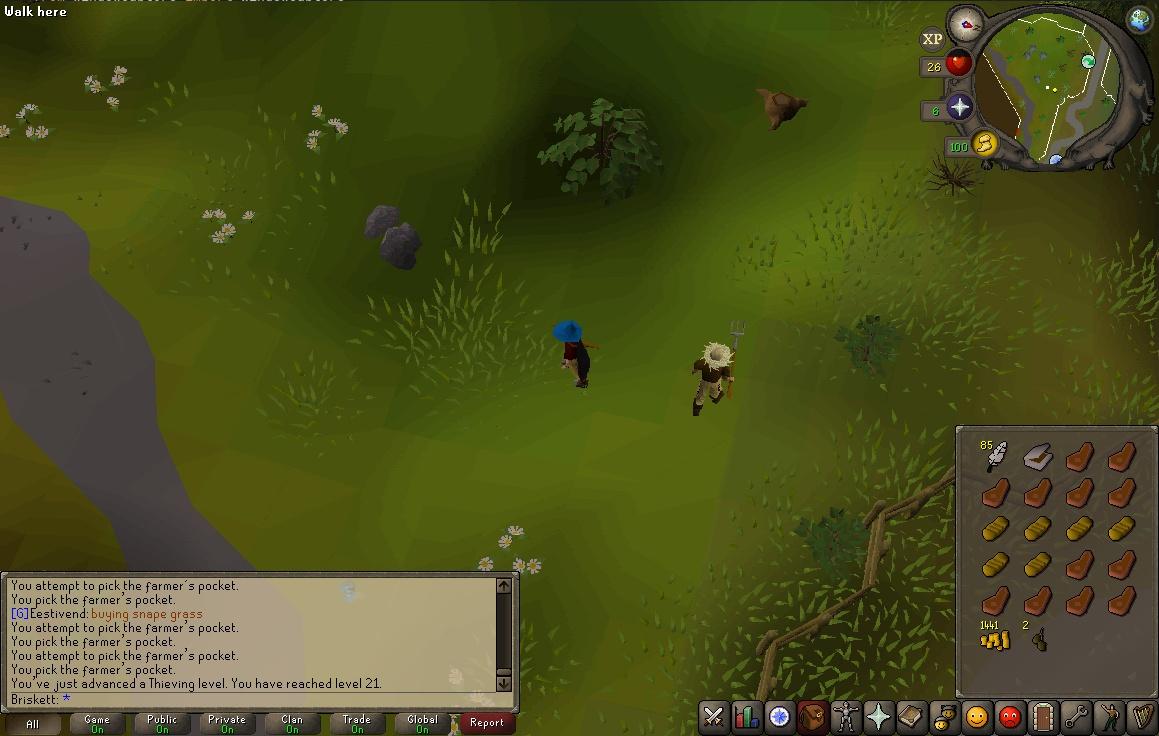 Walk here
XP
26
6
100
85
1441
2
You attempt to pick the farmer's pocket.
You pick the farmer's pocket.
[G]Eestivend: buying snape grass
You attempt to pick the farmer's pocket.
You pick the farmer's pocket.
You attempt to pick the farmer's pocket.
You pick the farmer's pocket.
You've just advanced a Thieving level. You have reached level 21.
Briskett: *
All
Game
On
Public
On
Private
On
Clan
On
Trade
On
Global
On
Report